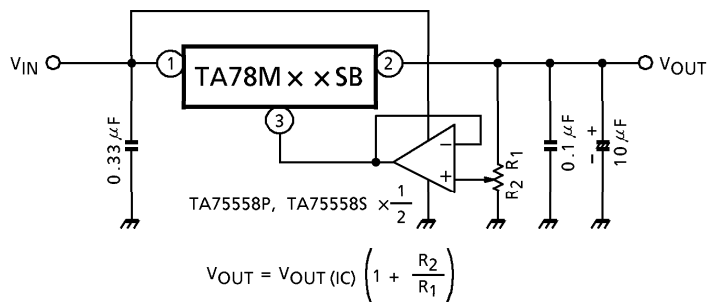 VIN
1
TA78M××SB
2
VOUT
3
0.33 μF
−
+
R1
R2
0.1 μF
+
−
10 μF
TA75558P, TA75558S × 1/2
VOUT = VOUT (IC) (1 + R2/R1)